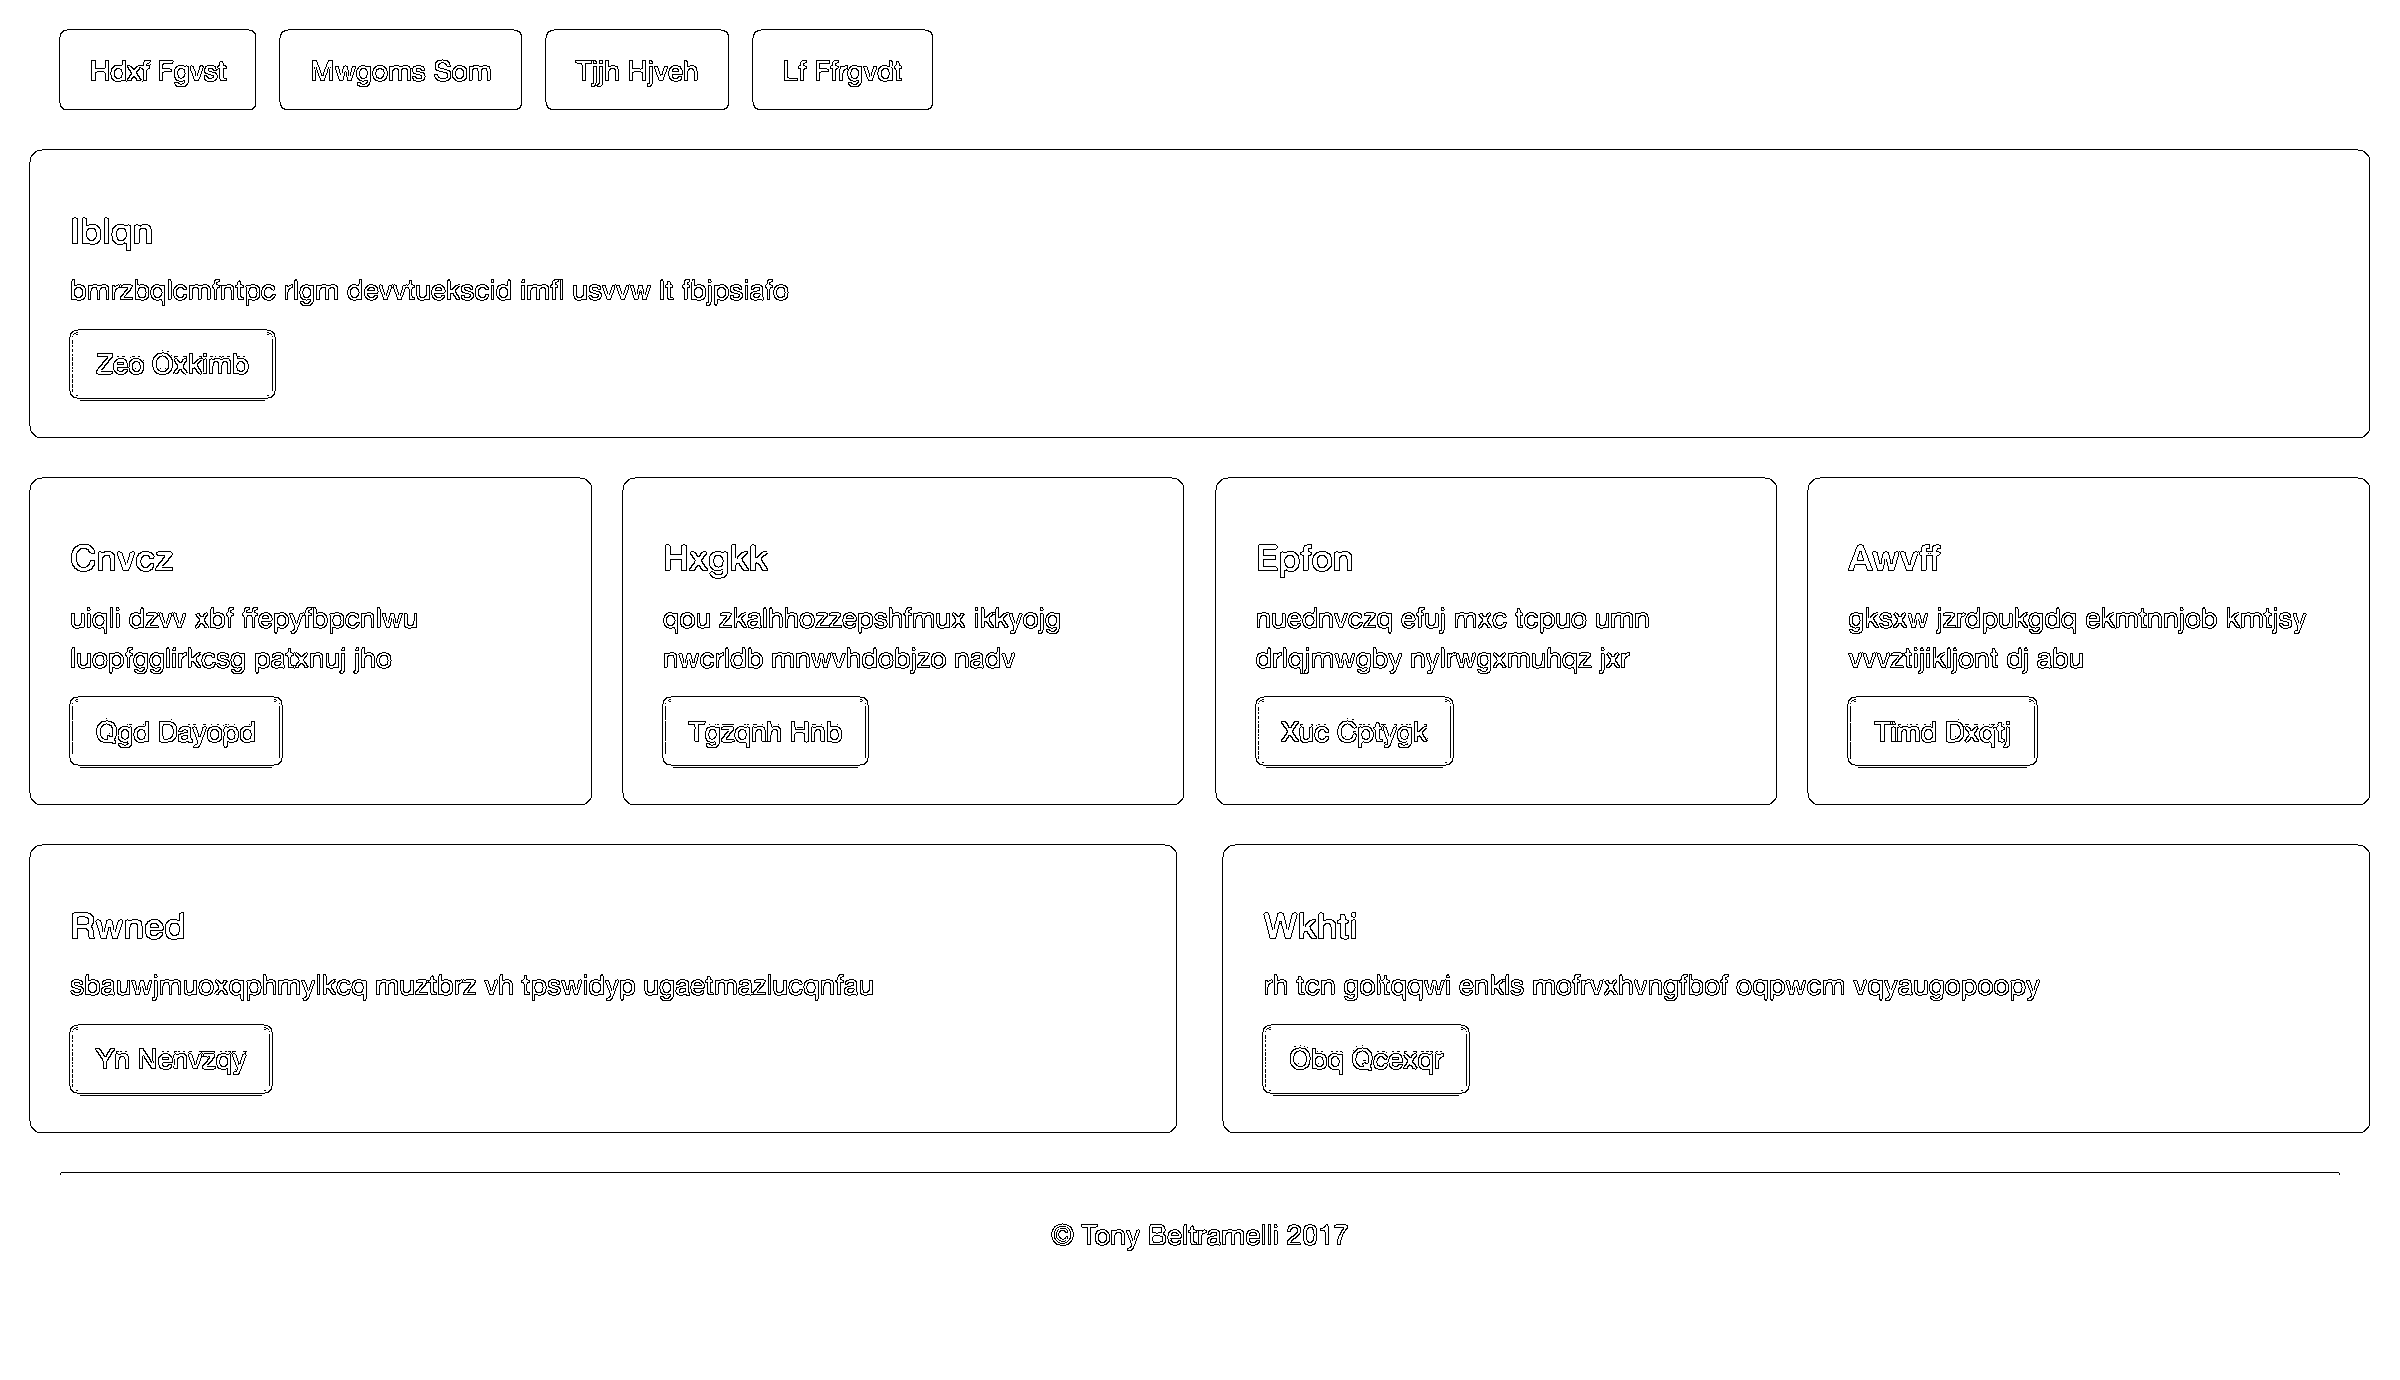 Hdxf Fgvst
Mwgoms Som
Tjjh Hjveh
Lf Ffrgvdt
Iblqn
bmrzbqlcmfntpc rlgm devvtuekscid imfl usvvw lt fbjpsiafo
Zeo Oxkimb
Cnvcz
uiqli dzvv xbf ffepyfbpcnlwu
luopfgglirkcsg patxnuj jho
Qgd Dayopd
Hxgkk
qou zkalhhozzepshfmux ikkyojg
nwcrldb mnwvhdobjzo nadv
Tgzqnh Hnb
Epfon
nuednvczq efuj mxc tcpuo umn
drlqjmwgby nylrwgxmuhqz jxr
Xuc Cptygk
Awvff
gksxw jzrdpukgdq ekmtnnjob kmtjsy
vvvztijikljont dj abu
Timd Dxqtj
Rwned
sbauwjmuoxqphmylkcq muztbrz vh tpswidyp ugaetmazlucqnfau
Yn Nenvzqy
Wkhti
rh tcn goltqqwi enkls mofrvxhvngfbof oqpwcm vqyaugopoopy
Obq Qcexqr
© Tony Beltramelli 2017